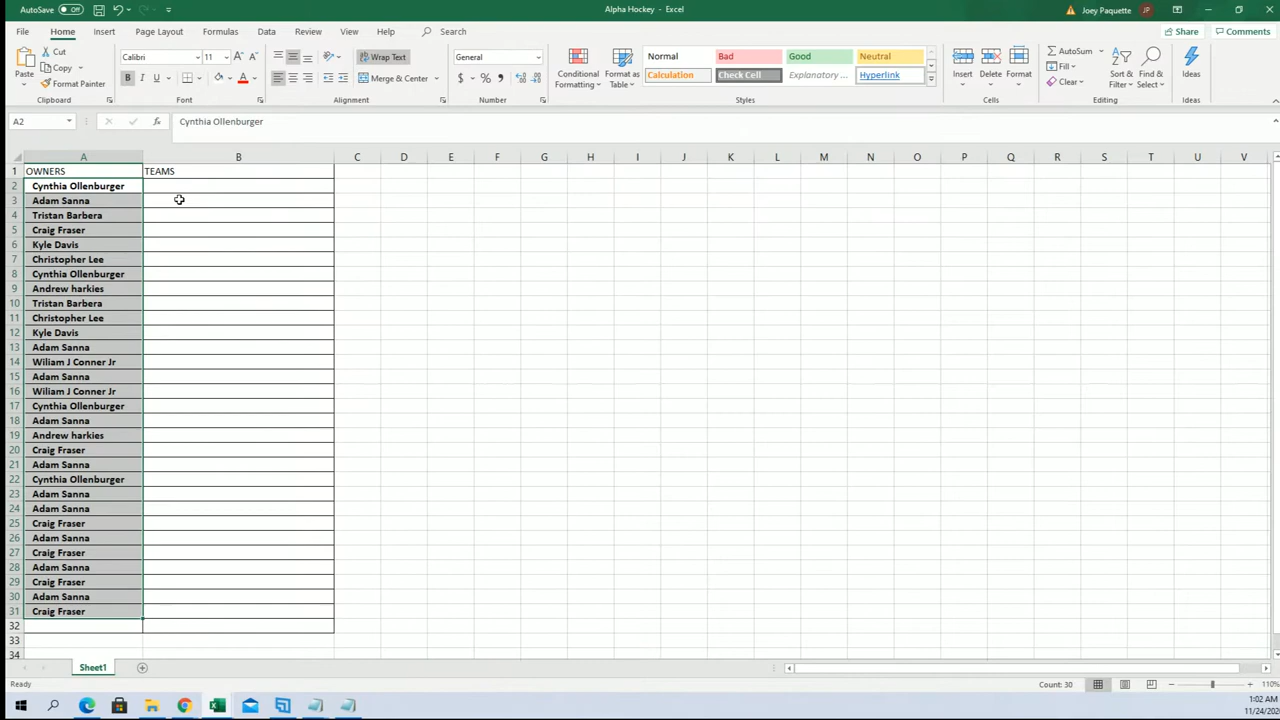 AutoSave Off Alpha Hockey - Excel Joey Paquette JP
File Home Insert Page Layout Formulas Data Review View Help Search Share Comments
Paste Cut Copy Format Painter Clipboard
Calibri 11 A A B I U A Font
Wrap Text Merge & Center Alignment
General $ % Number
Conditional Formatting Format as Table
Normal Bad Good Neutral
Calculation Check Cell Explanatory ... Hyperlink
Styles
Insert Delete Format Cells
AutoSum Fill Clear Sort & Filter Find & Select Editing
Ideas Ideas
A2 fx Cynthia Ollenburger
A B C D E F G H I J K L M N O P Q R S T U V
1 OWNERS TEAMS
2 Cynthia Ollenburger
3 Adam Sanna
4 Tristan Barbera
5 Craig Fraser
6 Kyle Davis
7 Christopher Lee
8 Cynthia Ollenburger
9 Andrew harkies
10 Tristan Barbera
11 Christopher Lee
12 Kyle Davis
13 Adam Sanna
14 Wiliam J Conner Jr
15 Adam Sanna
16 Wiliam J Conner Jr
17 Cynthia Ollenburger
18 Adam Sanna
19 Andrew harkies
20 Craig Fraser
21 Adam Sanna
22 Cynthia Ollenburger
23 Adam Sanna
24 Adam Sanna
25 Craig Fraser
26 Adam Sanna
27 Craig Fraser
28 Adam Sanna
29 Craig Fraser
30 Adam Sanna
31 Craig Fraser
32
33
34
Sheet1
Ready Count: 30 110%
1:02 AM